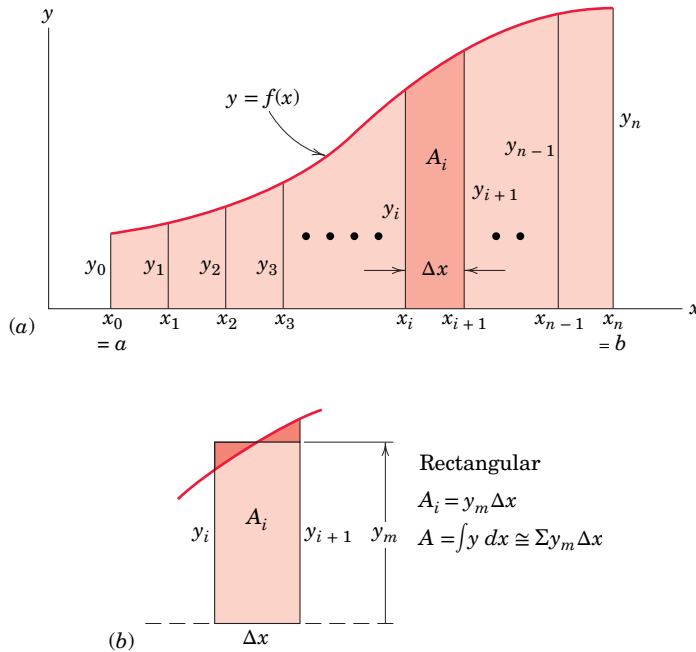 y
y = f(x)
y_n
A_i
y_{n−1}
y_i
y_{i+1}
y_0
y_1
y_2
y_3
Δx
(a)
x_0
x_1
x_2
x_3
x_i
x_{i+1}
x_{n−1}
x_n
x
= a
= b
Rectangular
A_i = y_m Δx
A = ∫y dx ≅ Σy_m Δx
A_i
y_i
y_{i+1}
y_m
(b)
Δx